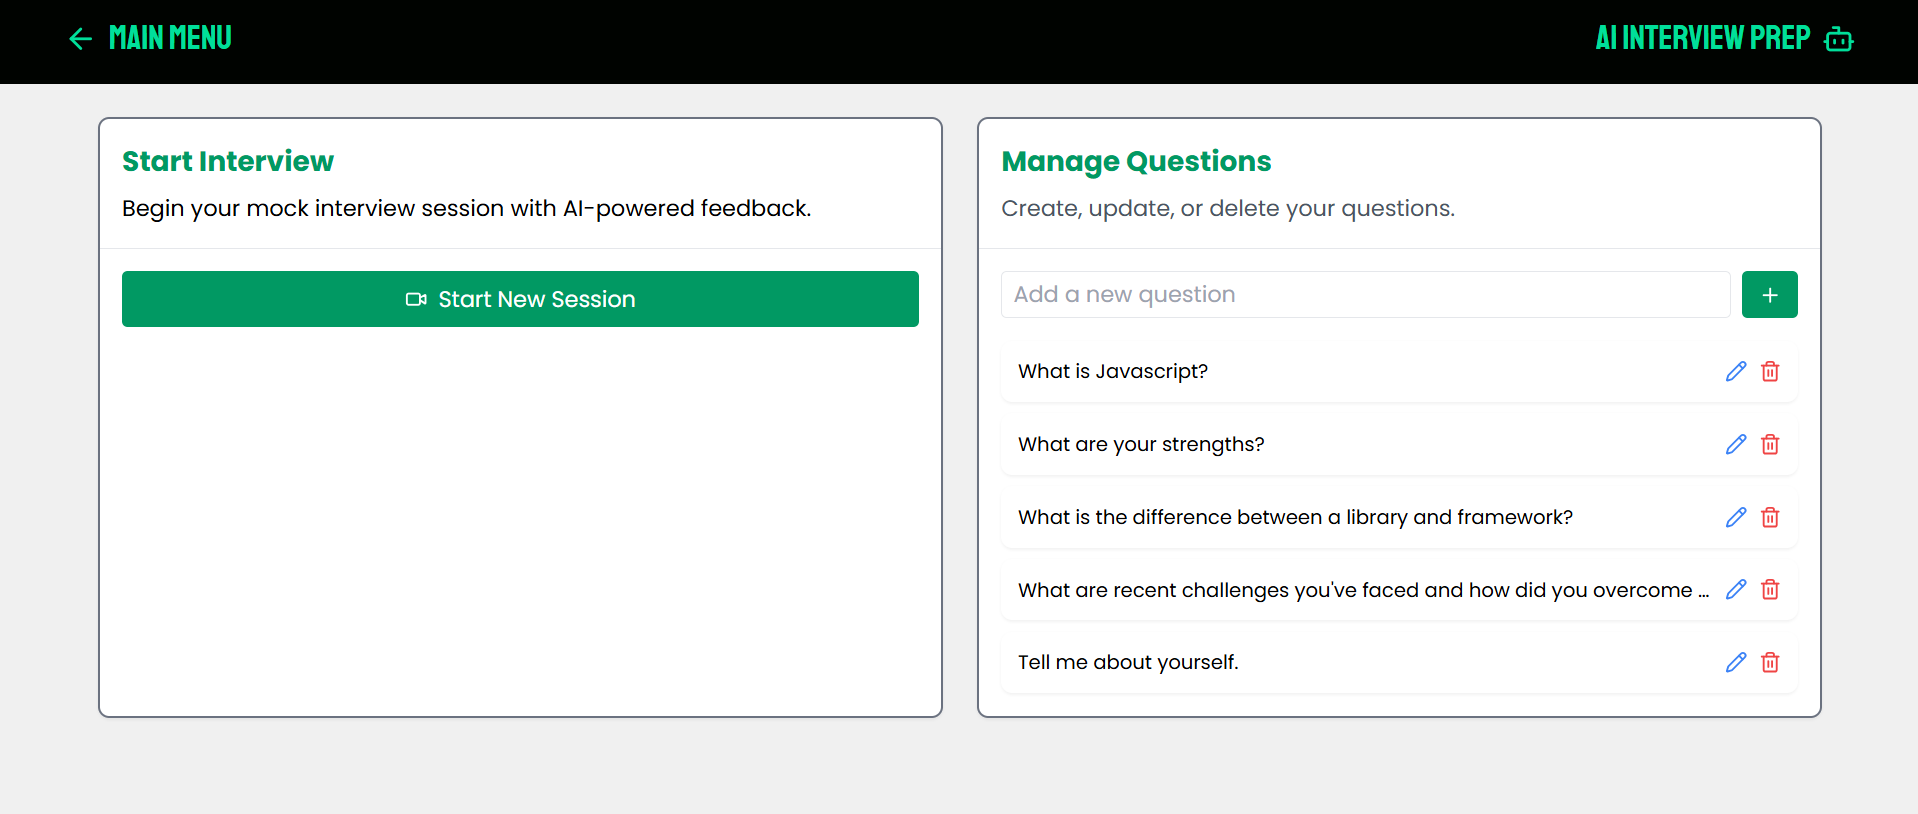 MAIN MENU
AI INTERVIEW PREP
Start Interview
Begin your mock interview session with AI-powered feedback.
Start New Session
Manage Questions
Create, update, or delete your questions.
Add a new question
What is Javascript?
What are your strengths?
What is the difference between a library and framework?
What are recent challenges you've faced and how did you overcome ...
Tell me about yourself.